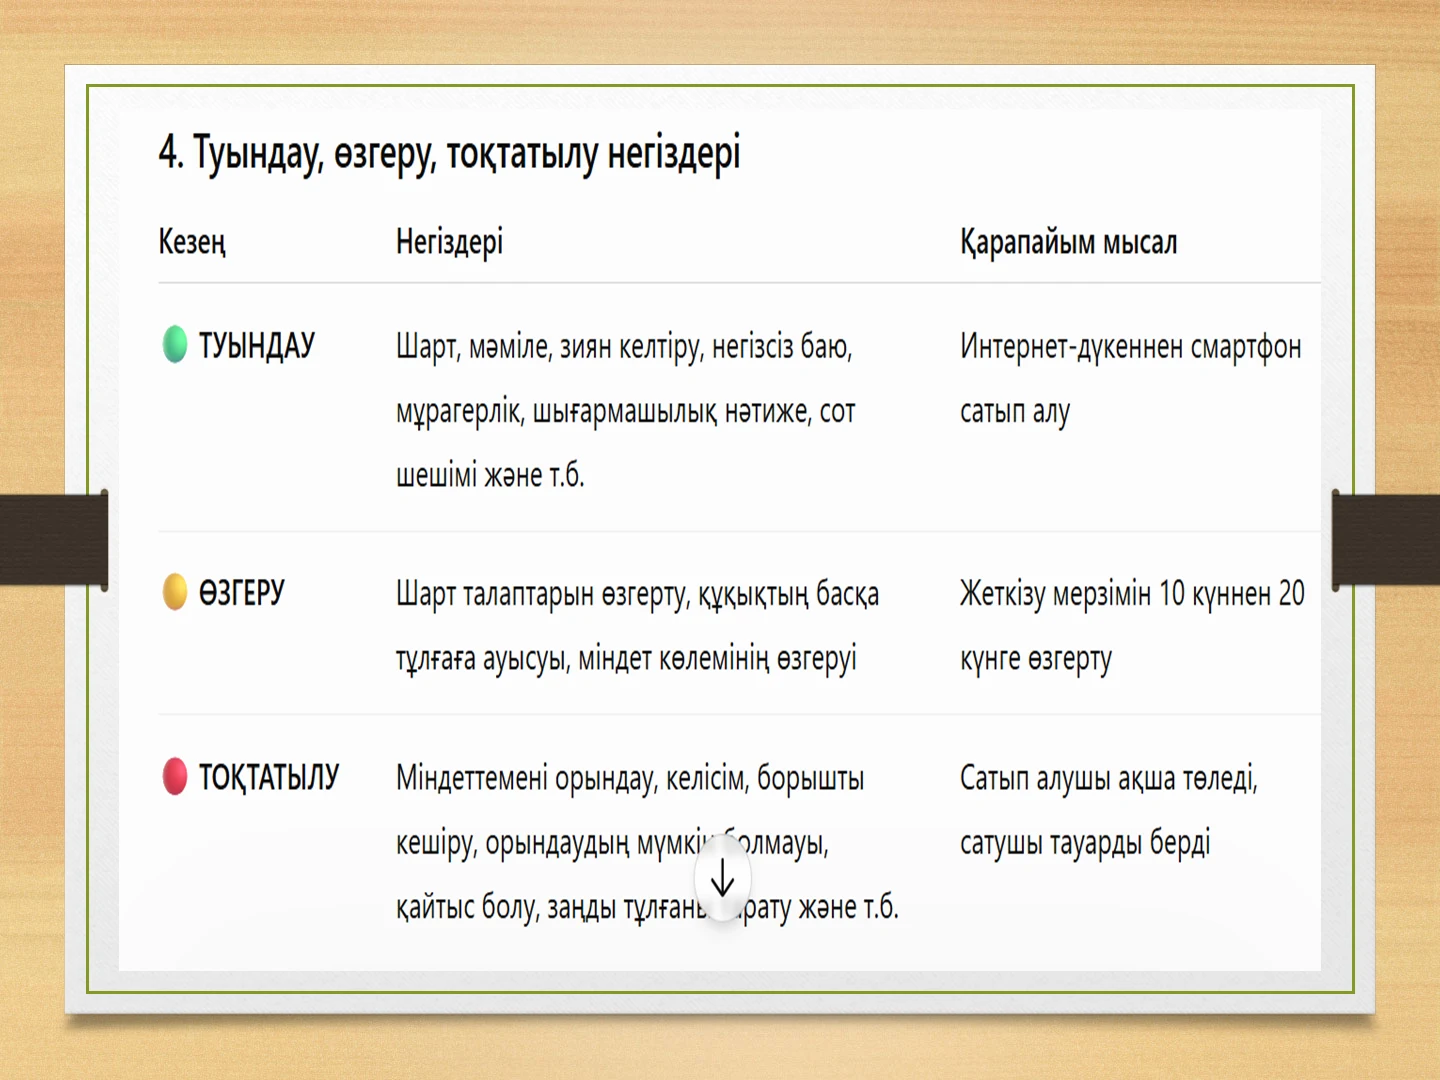 4. Туындау, өзгеру, тоқтатылу негіздері
Кезең Негіздері Қарапайым мысал
ТУЫНДАУ Шарт, мәміле, зиян келтіру, негізсіз баю, Интернет-дүкеннен смартфон
мұрагерлік, шығармашылық нәтиже, сот сатып алу
шешімі және т.б.
ӨЗГЕРУ Шарт талаптарын өзгерту, құқықтың басқа Жеткізу мерзімін 10 күннен 20
тұлғаға ауысуы, міндет көлемінің өзгеруі күнге өзгерту
ТОҚТАТЫЛУ Міндеттемені орындау, келісім, борышты Сатып алушы ақша төледі,
кешіру, орындаудың болмауы, сатушы тауарды берді
қайтыс болу, заңды және т.б.